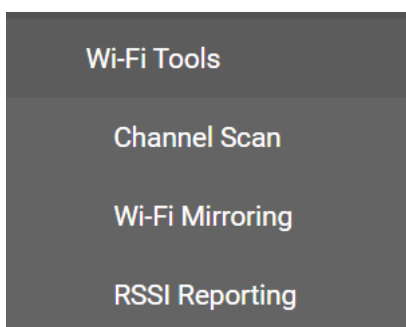 Wi-Fi Tools
Channel Scan
Wi-Fi Mirroring
RSSI Reporting